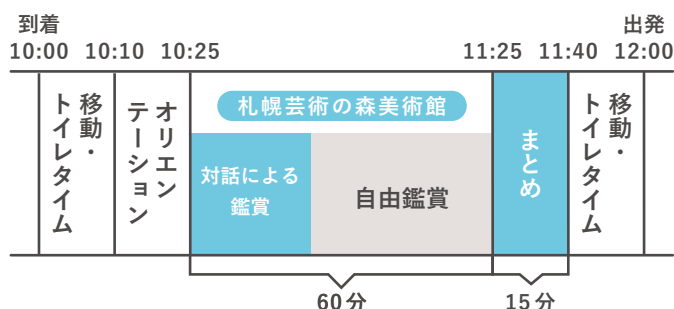 到着
出発
10:00 10:10 10:25 11:25 11:40 12:00
移動・
トイレタイム
オリエン
テーション
札幌芸術の森美術館
対話による
鑑賞
自由鑑賞
まとめ
移動・
トイレタイム
60分
15分